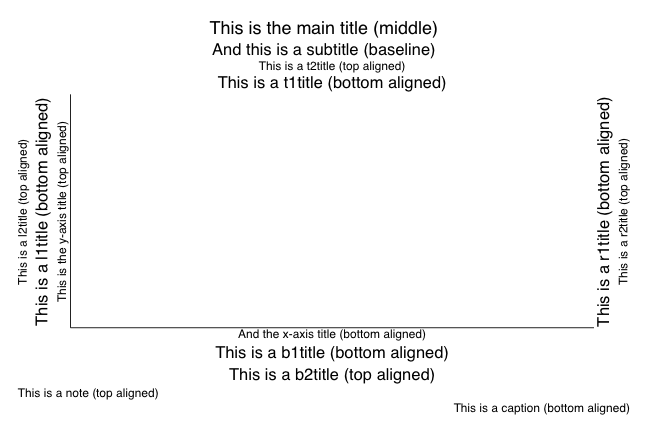 This is the main title (middle)
And this is a subtitle (baseline)
This is a t2title (top aligned)
This is a t1title (bottom aligned)
This is a l2title (top aligned)
This is a l1title (bottom aligned)
This is the y-axis title (top aligned)
This is a r1title (bottom aligned)
This is a r2title (top aligned)
And the x-axis title (bottom aligned)
This is a b1title (bottom aligned)
This is a b2title (top aligned)
This is a note (top aligned)
This is a caption (bottom aligned)